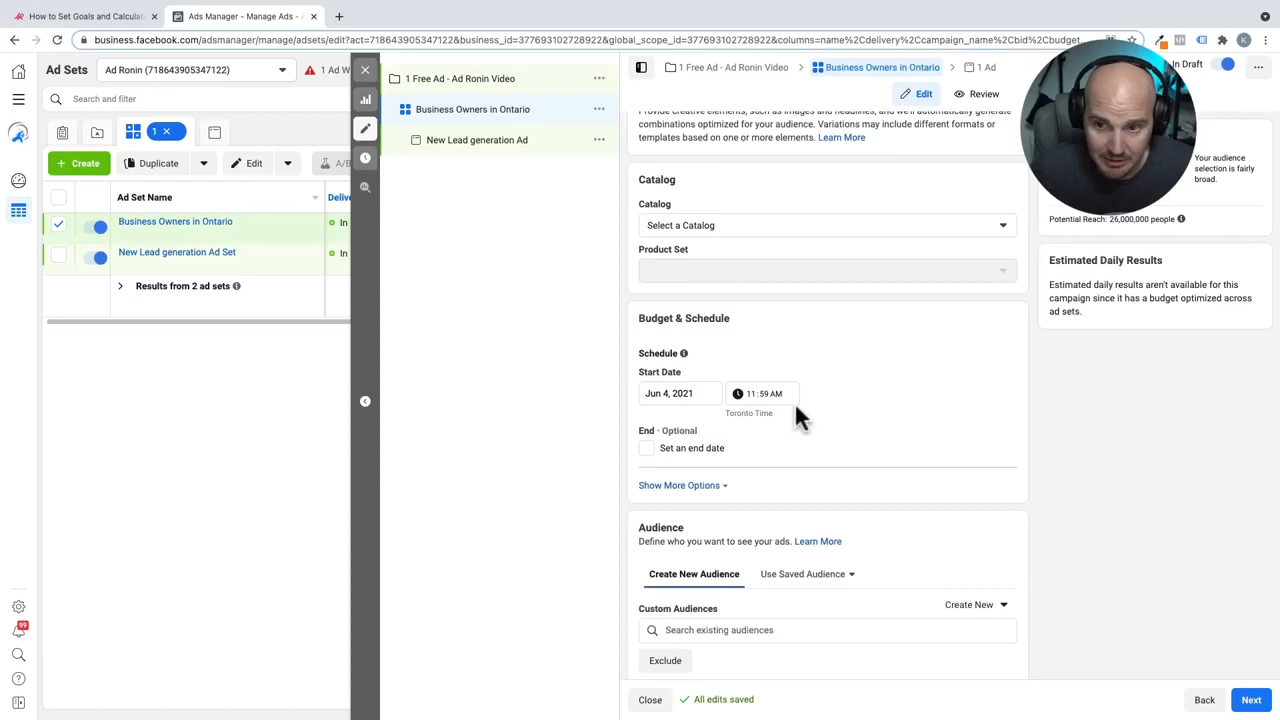 How to Set Goals and Calculat
Ads Manager - Manage Ads - A
business.facebook.com/adsmanager/manage/adsets/edit?act=718643905347122&business_id=377693102728922&global_scope_id=377693102728922&columns=name%2Cdelivery%2Ccampaign_name%2Cbid%2Cbudget...
K
Ad Sets
Ad Ronin (718643905347122)
1 Ad W
Search and filter
1
+ Create
Duplicate
Edit
A/B
Ad Set Name
Delive
Business Owners in Ontario
In
New Lead generation Ad Set
In
Results from 2 ad sets
99
1 Free Ad - Ad Ronin Video
Business Owners in Ontario
New Lead generation Ad
1 Free Ad - Ad Ronin Video
Business Owners in Ontario
1 Ad
In Draft
Edit
Review
Provide creative elements, such as images and headlines, and we'll automatically generate
combinations optimized for your audience. Variations may include different formats or
templates based on one or more elements. Learn More
Catalog
Catalog
Select a Catalog
Product Set
Budget & Schedule
Schedule
Start Date
Jun 4, 2021
11:59 AM
Toronto Time
End · Optional
Set an end date
Show More Options
Audience
Define who you want to see your ads. Learn More
Create New Audience
Use Saved Audience
Custom Audiences
Create New
Search existing audiences
Exclude
Close
All edits saved
Back
Next
Your audience
selection is fairly
broad.
Potential Reach: 26,000,000 people
Estimated Daily Results
Estimated daily results aren't available for this
campaign since it has a budget optimized across
ad sets.